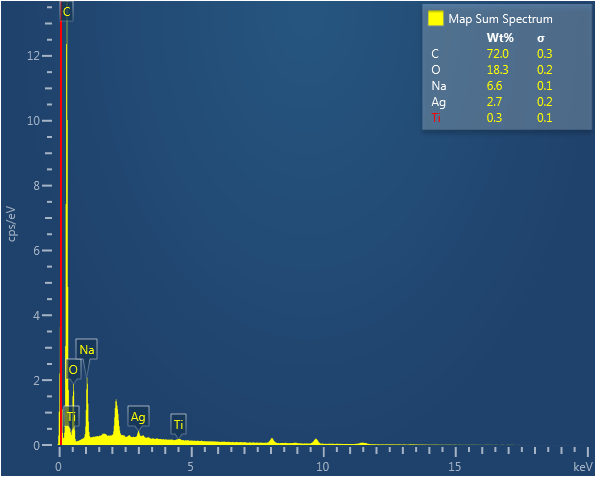 Map Sum Spectrum
Wt% σ
C 72.0 0.3
O 18.3 0.2
Na 6.6 0.1
Ag 2.7 0.2
Ti 0.3 0.1
C
12
10
8
cps/eV
6
4
Na
O
2
Ti Ag Ti
0
0 5 10 15 keV